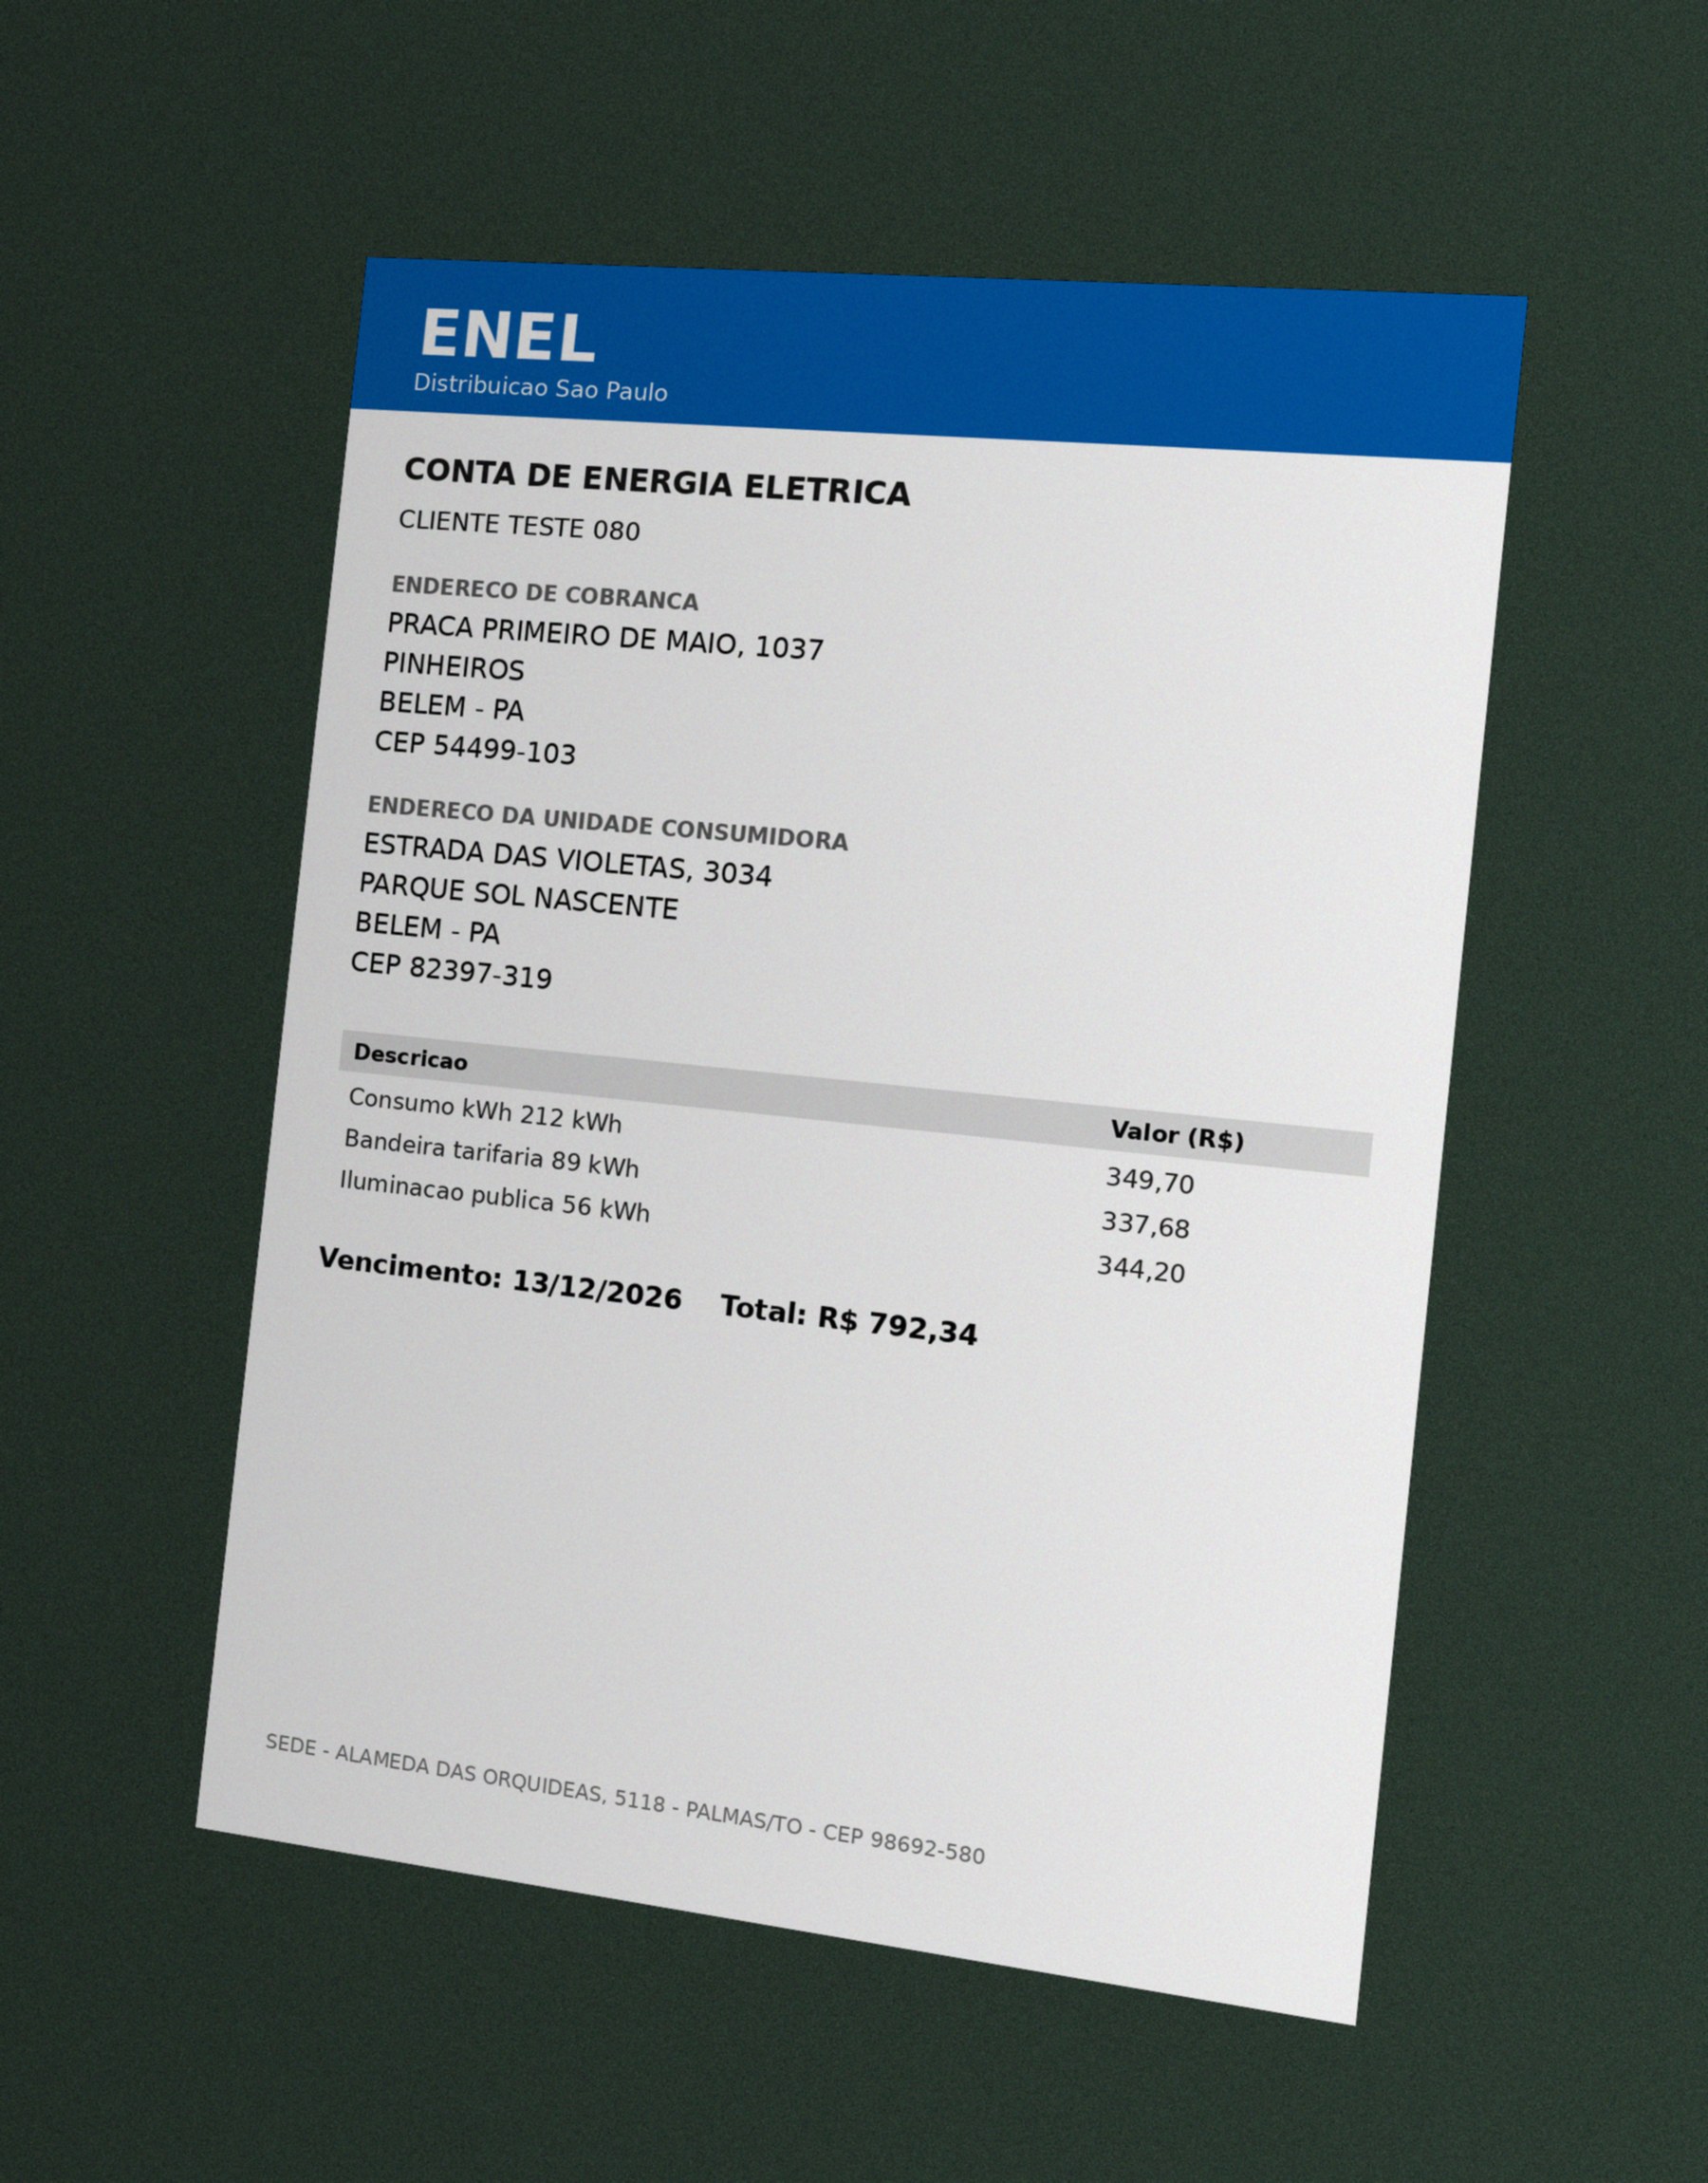 ENEL
Distribuicao Sao Paulo
CONTA DE ENERGIA ELETRICA
CLIENTE TESTE 080
ENDERECO DE COBRANCA
PRACA PRIMEIRO DE MAIO, 1037
PINHEIROS
BELEM - PA
CEP 54499-103
ENDERECO DA UNIDADE CONSUMIDORA
ESTRADA DAS VIOLETAS, 3034
PARQUE SOL NASCENTE
BELEM - PA
CEP 82397-319
Descricao Valor (R$)
Consumo kWh 212 kWh 349,70
Bandeira tarifaria 89 kWh 337,68
Iluminacao publica 56 kWh 344,20
Vencimento: 13/12/2026 Total: R$ 792,34
SEDE - ALAMEDA DAS ORQUIDEAS, 5118 - PALMAS/TO - CEP 98692-580